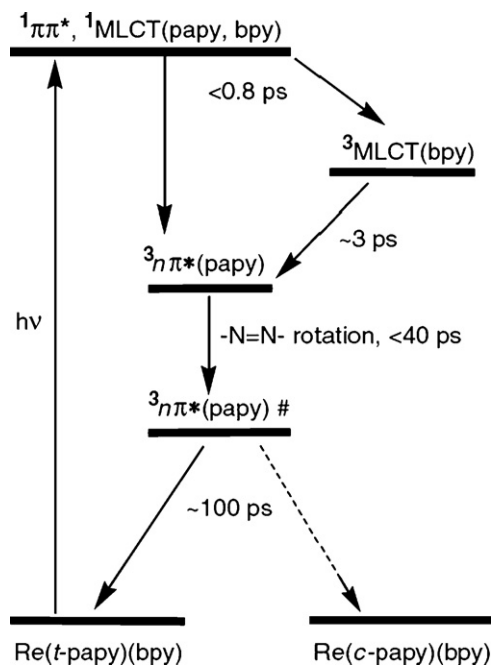 ¹ππ*, ¹MLCT(papy, bpy)
<0.8 ps
³MLCT(bpy)
~3 ps
³nπ*(papy)
hν
-N=N- rotation, <40 ps
³nπ*(papy) #
~100 ps
Re(t-papy)(bpy)
Re(c-papy)(bpy)